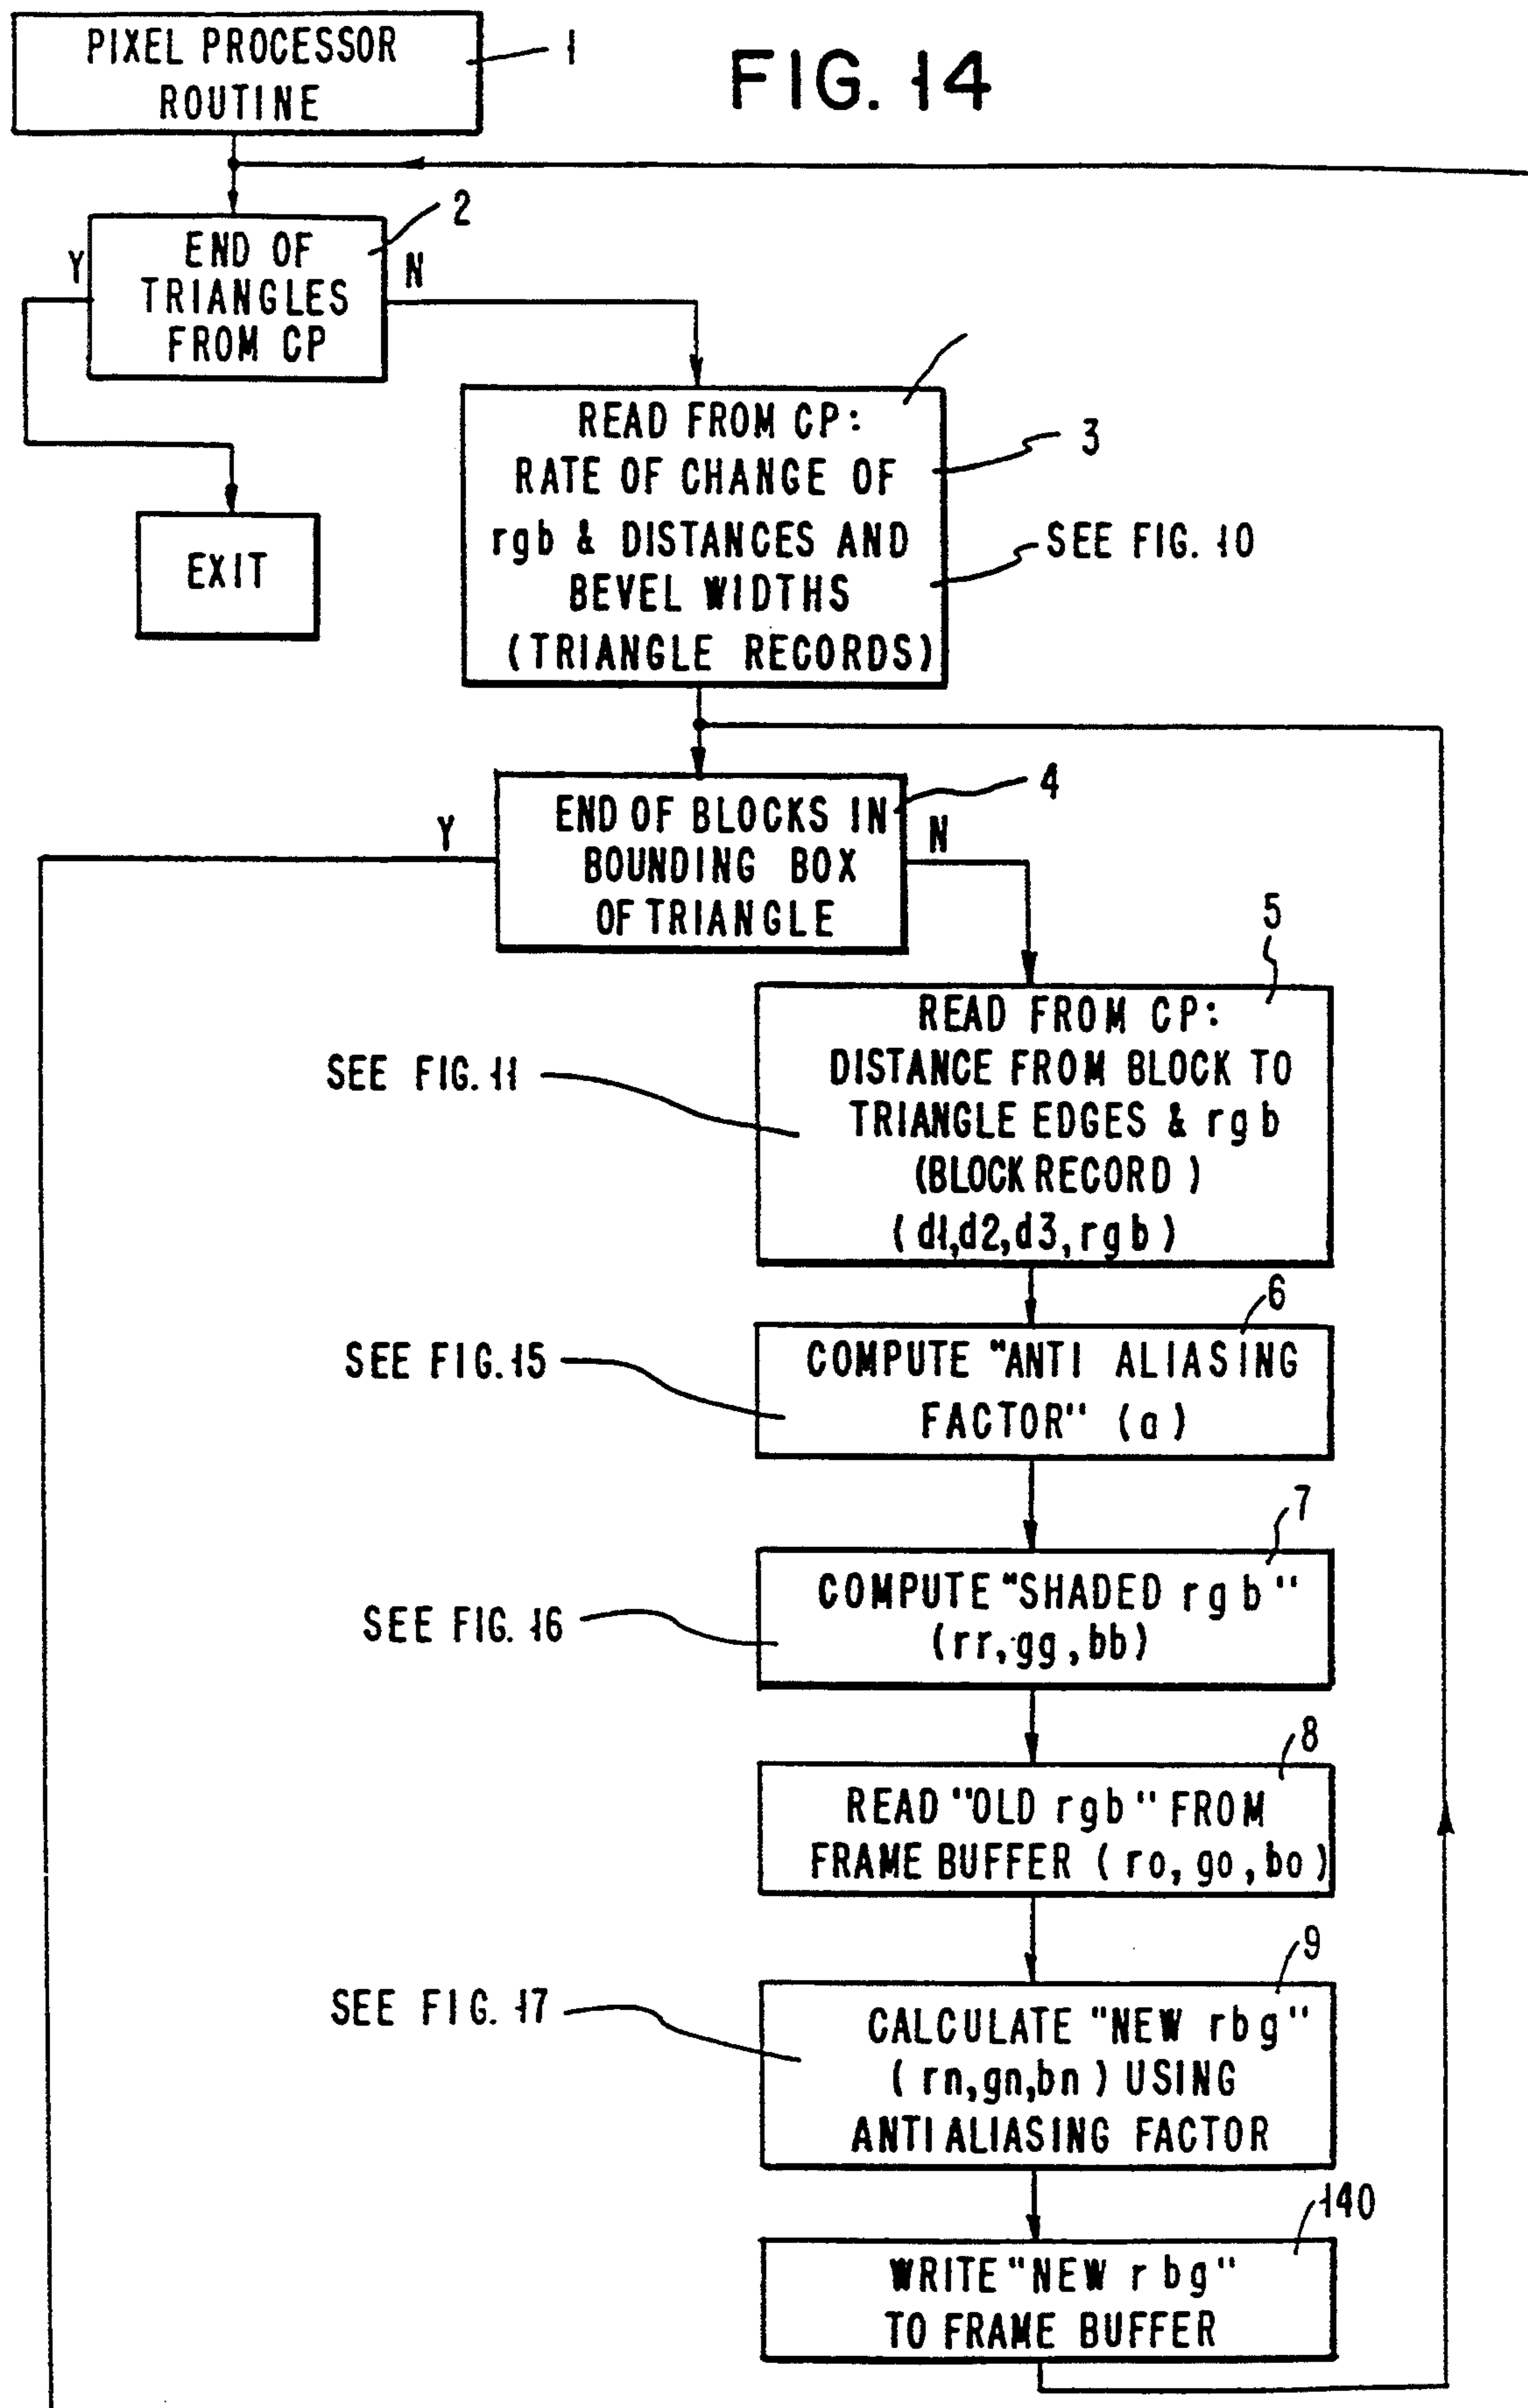 FIG. 14
PIXEL PROCESSOR
ROUTINE
1
2
END OF
TRIANGLES
FROM CP
Y
N
EXIT
READ FROM CP:
RATE OF CHANGE OF
rgb & DISTANCES AND
BEVEL WIDTHS
(TRIANGLE RECORDS)
3
SEE FIG. 10
4
END OF BLOCKS IN
BOUNDING BOX
OF TRIANGLE
Y
N
5
READ FROM CP:
DISTANCE FROM BLOCK TO
TRIANGLE EDGES & rgb
(BLOCK RECORD)
(d1,d2,d3,rgb)
SEE FIG. 11
6
COMPUTE "ANTI ALIASING
FACTOR" (a)
SEE FIG. 15
7
COMPUTE "SHADED rgb"
(rr,gg,bb)
SEE FIG. 16
8
READ "OLD rgb" FROM
FRAME BUFFER (ro,go,bo)
9
CALCULATE "NEW rbg"
(rn,gn,bn) USING
ANTIALIASING FACTOR
SEE FIG. 17
140
WRITE "NEW rbg"
TO FRAME BUFFER